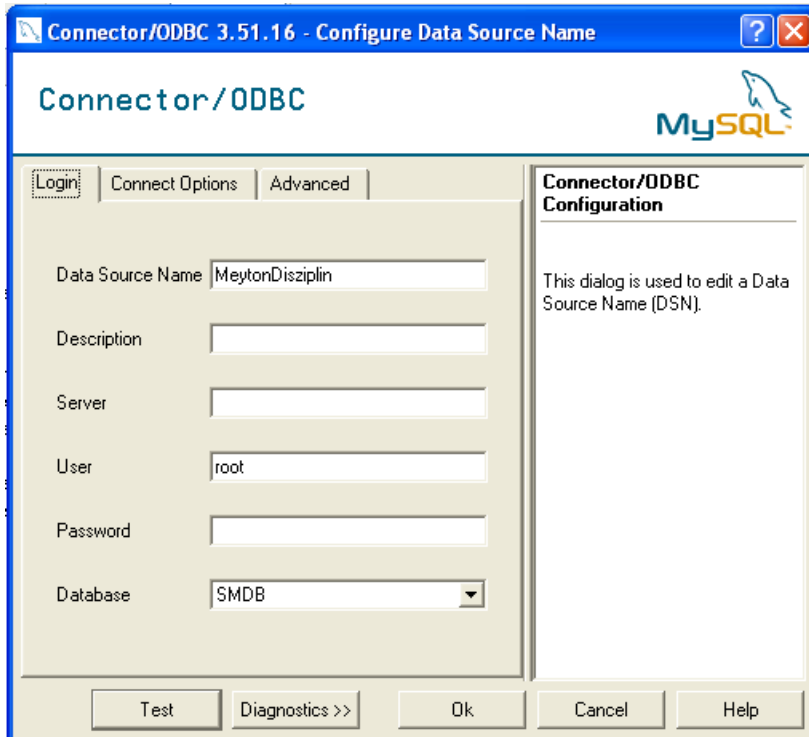 Connector/ODBC 3.51.16 - Configure Data Source Name
Connector/ODBC
MySQL
Login Connect Options Advanced
Data Source Name MeytonDisziplin
Description
Server
User root
Password
Database SMDB
Connector/ODBC
Configuration
This dialog is used to edit a Data
Source Name (DSN).
Test Diagnostics >> Ok Cancel Help